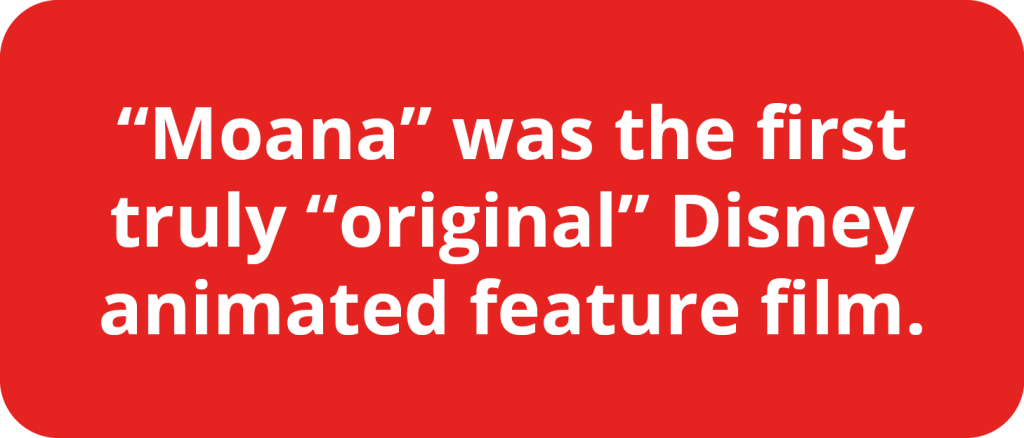 “Moana” was the first
truly “original” Disney
animated feature film.